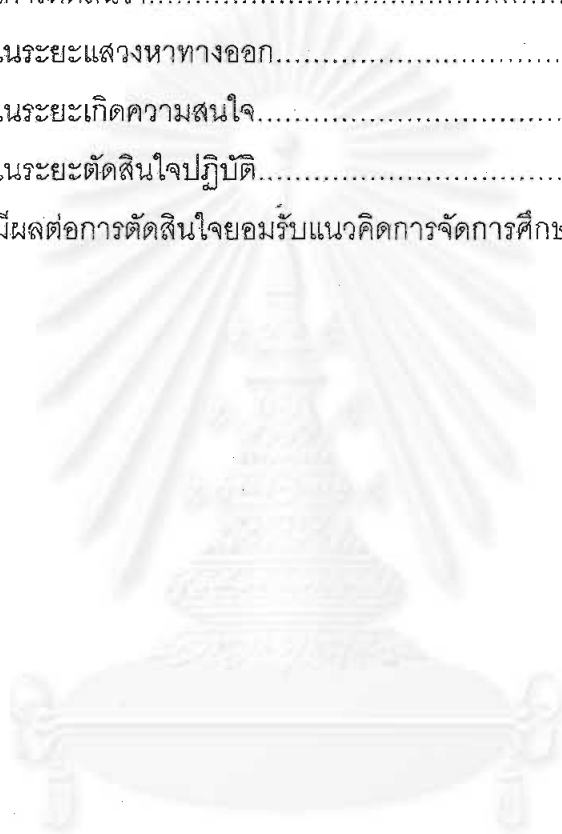 นระยะแสวงหาทางออก................................
นระยะเกิดความสนใจ..................................
นระยะตัดสินใจปฏิบัติ..................................
มีผลต่อการตัดสินใจยอมรับแนวคิดการจัดการศึกษ